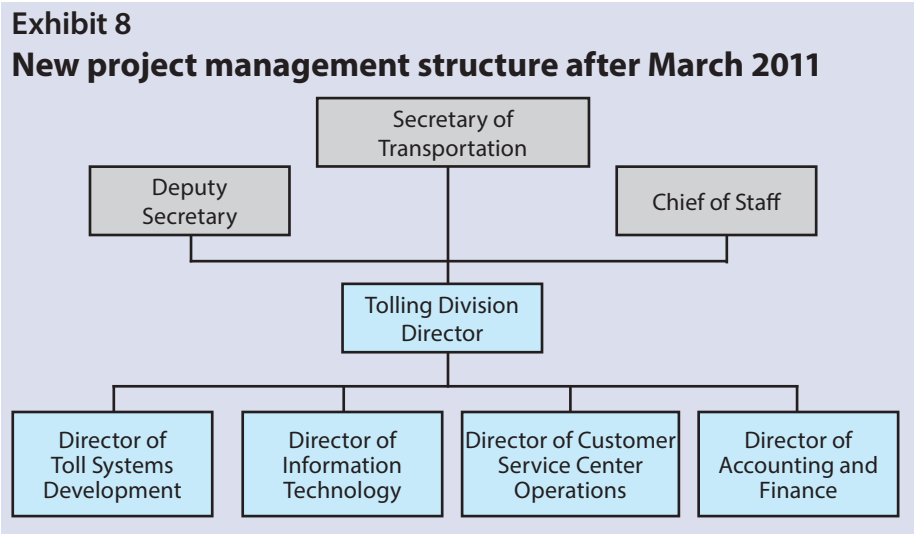 Exhibit 8
New project management structure after March 2011
Secretary of
Transportation
Deputy
Secretary
Chief of Staff
Tolling Division
Director
Director of
Toll Systems
Development
Director of
Information
Technology
Director of Customer
Service Center
Operations
Director of
Accounting and
Finance